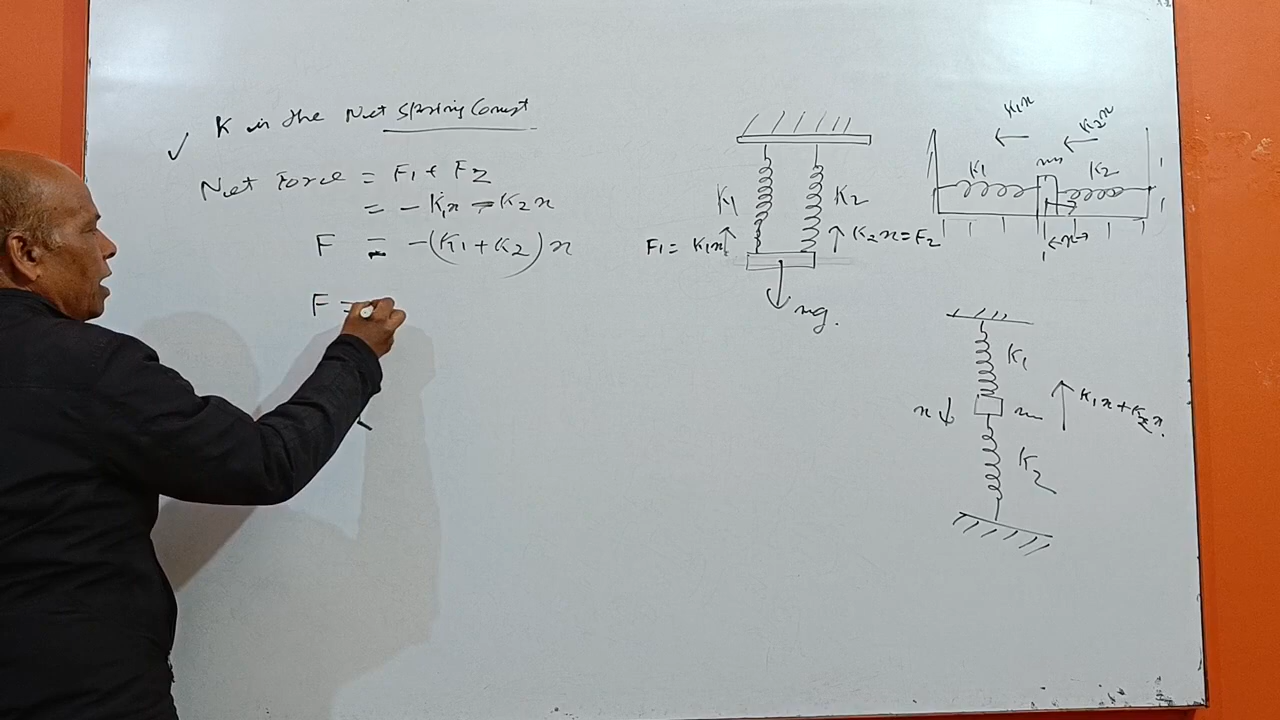 ✓ K is the Net Spring Const
Net Force = F₁ + F₂
= - K₁x - K₂x
F = -(K₁ + K₂)x
F =
K₁
K₂
F₁ = K₁x
K₂x = F₂
mg.
K₁x
K₂x
K₁
m
K₂
x
K₁
x
m
K₁x + K₂x.
K₂